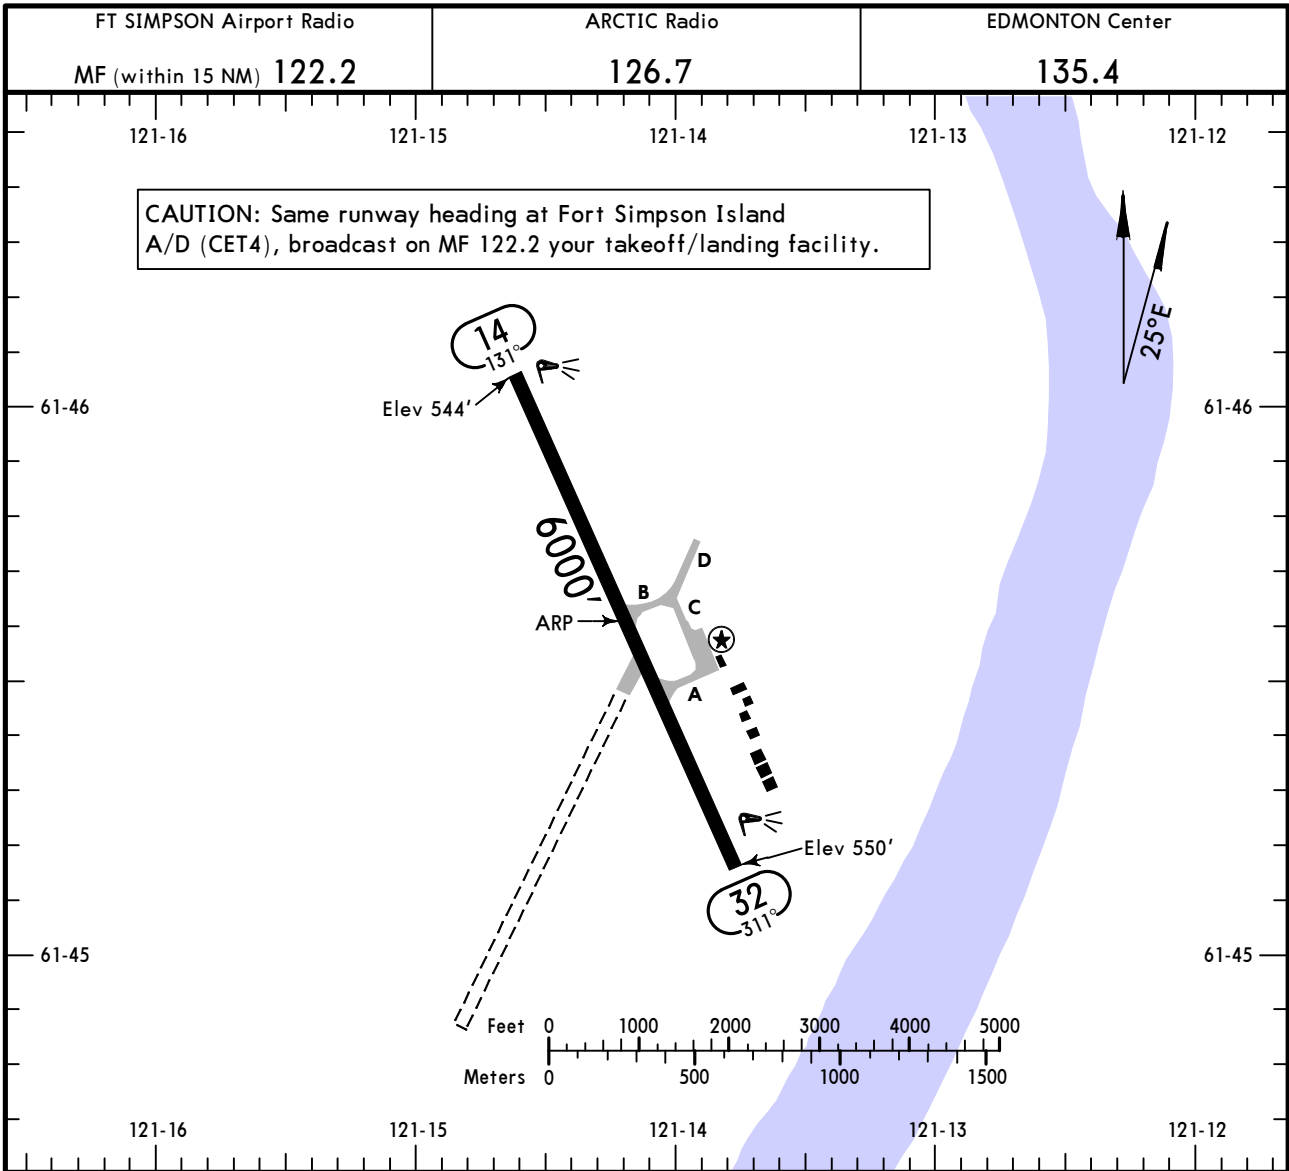 FT SIMPSON Airport Radio
MF (within 15 NM) 122.2
ARCTIC Radio
126.7
EDMONTON Center
135.4
121-16 121-15 121-14 121-13 121-12
CAUTION: Same runway heading at Fort Simpson Island
A/D (CET4), broadcast on MF 122.2 your takeoff/landing facility.
25°E
14
131°
Elev 544'
61-46 61-46
6000'
D
B
C
ARP
A
Elev 550'
32
311°
61-45 61-45
Feet 0 1000 2000 3000 4000 5000
Meters 0 500 1000 1500
121-16 121-15 121-14 121-13 121-12